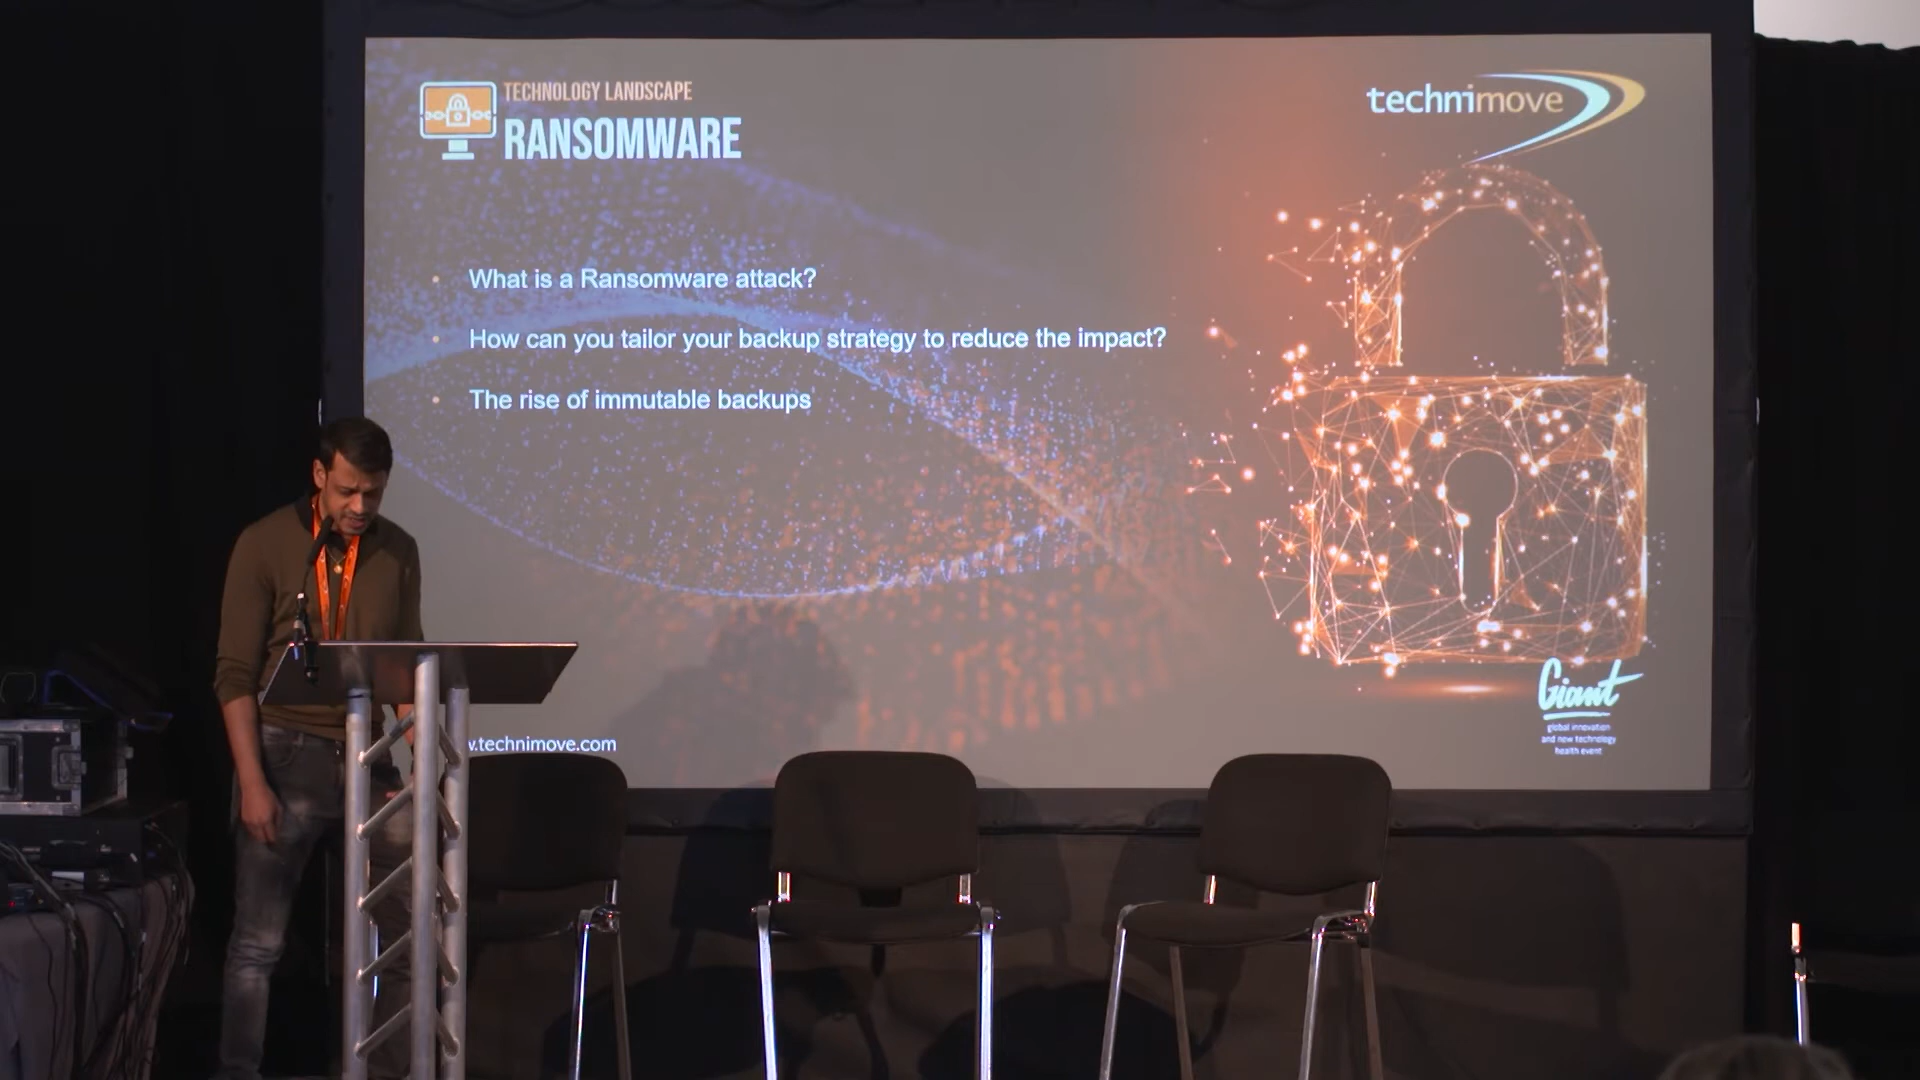 TECHNOLOGY LANDSCAPE
RANSOMWARE
technimove
What is a Ransomware attack?
How can you tailor your backup strategy to reduce the impact?
The rise of immutable backups
.technimove.com
Giant
global innovation
and new technology
health event